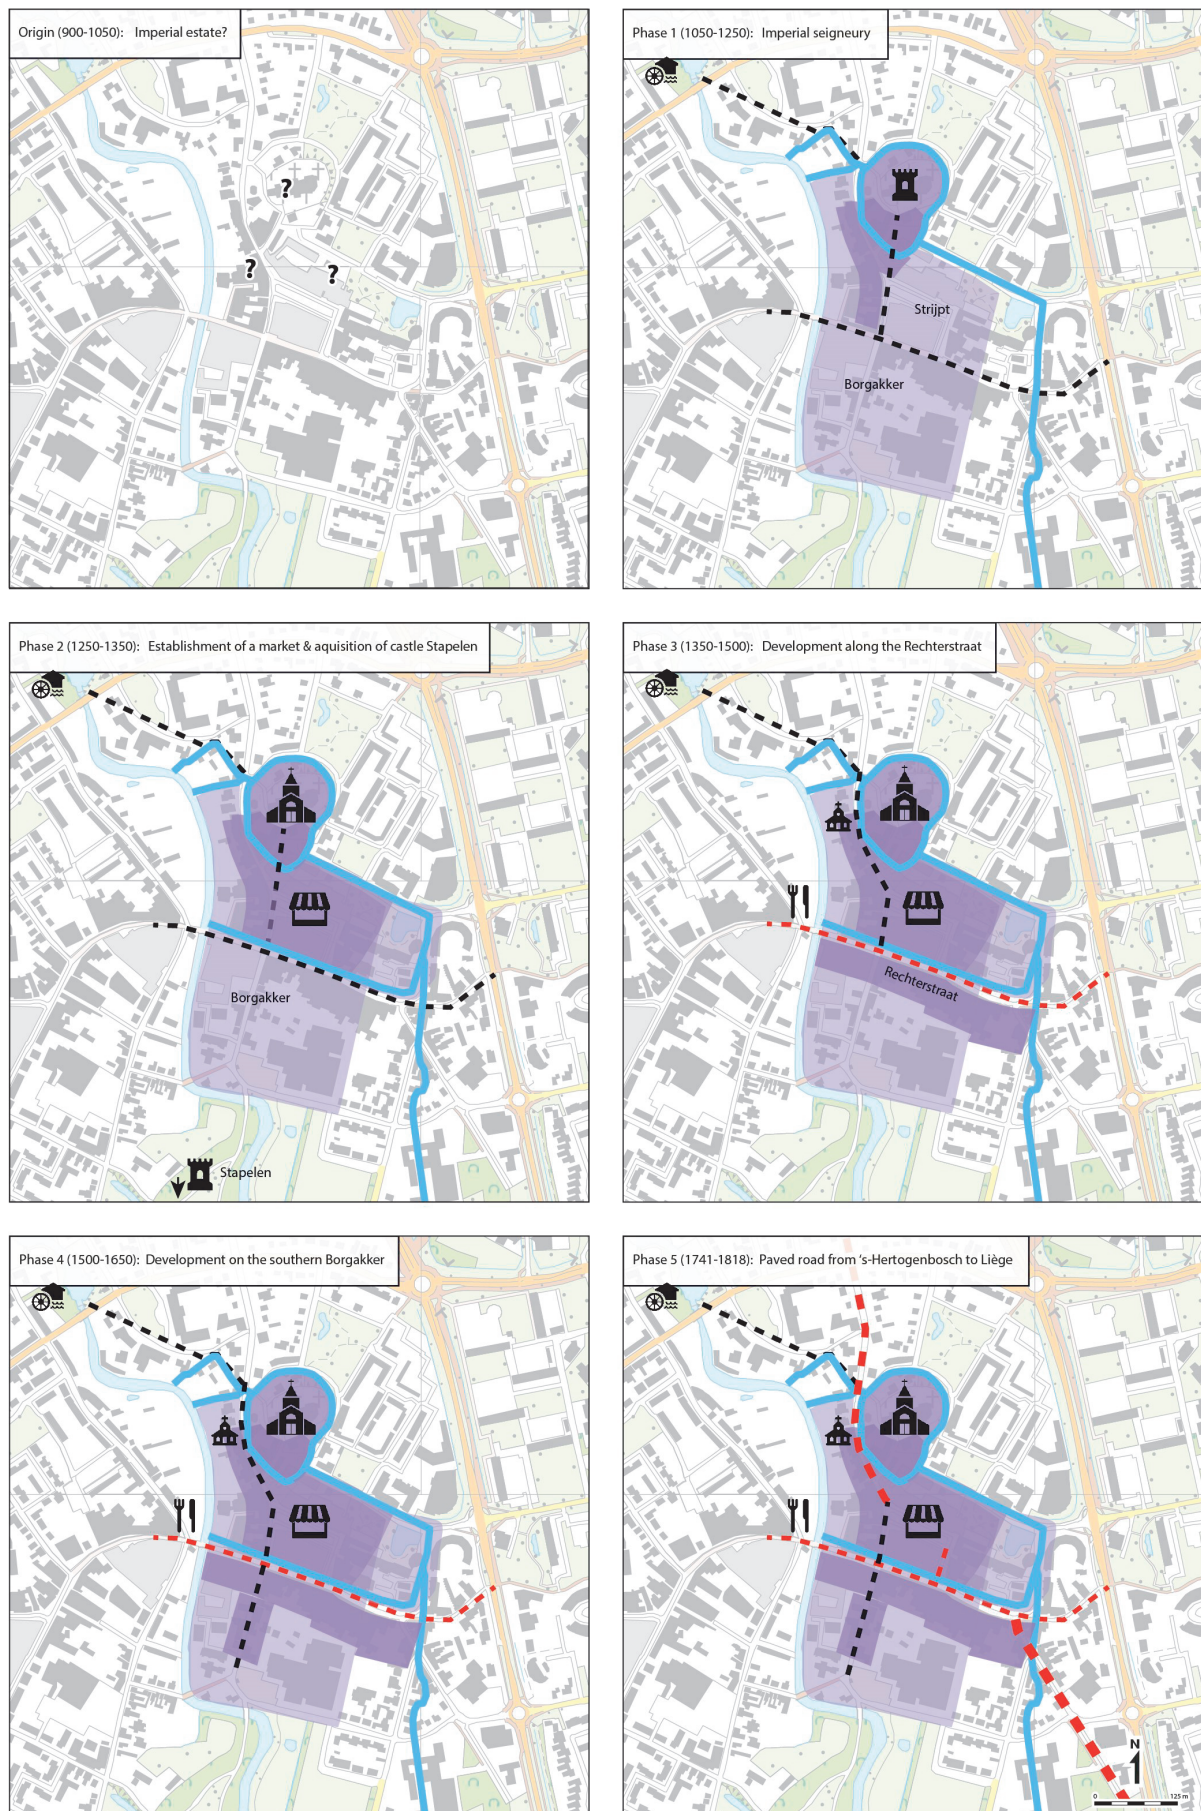 Origin (900-1050): Imperial estate?
?
?
?
Phase 1 (1050-1250): Imperial seigneury
Strijpt
Borgakker
Phase 2 (1250-1350): Establishment of a market & aquisition of castle Stapelen
Borgakker
Stapelen
Phase 3 (1350-1500): Development along the Rechterstraat
Rechterstraat
Phase 4 (1500-1650): Development on the southern Borgakker
Phase 5 (1741-1818): Paved road from 's-Hertogenbosch to Liège
N
0 125 m